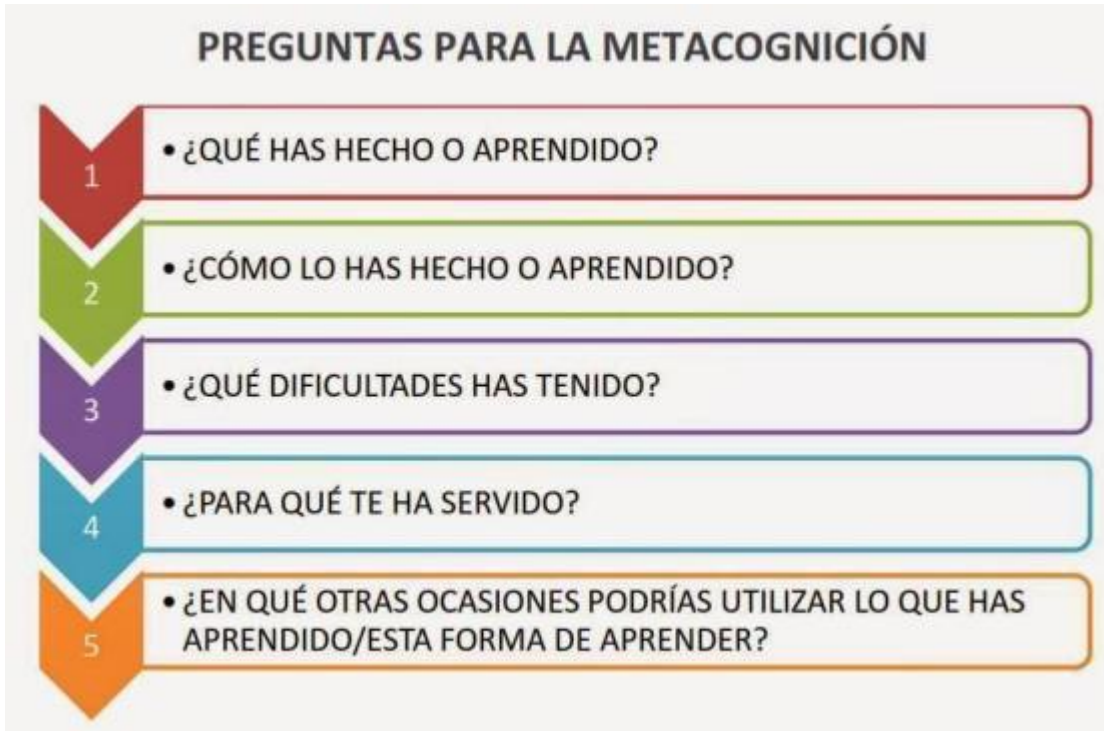 PREGUNTAS PARA LA METACOGNICIÓN
1
• ¿QUÉ HAS HECHO O APRENDIDO?
2
• ¿CÓMO LO HAS HECHO O APRENDIDO?
3
• ¿QUÉ DIFICULTADES HAS TENIDO?
4
• ¿PARA QUÉ TE HA SERVIDO?
5
• ¿EN QUÉ OTRAS OCASIONES PODRÍAS UTILIZAR LO QUE HAS
APRENDIDO/ESTA FORMA DE APRENDER?